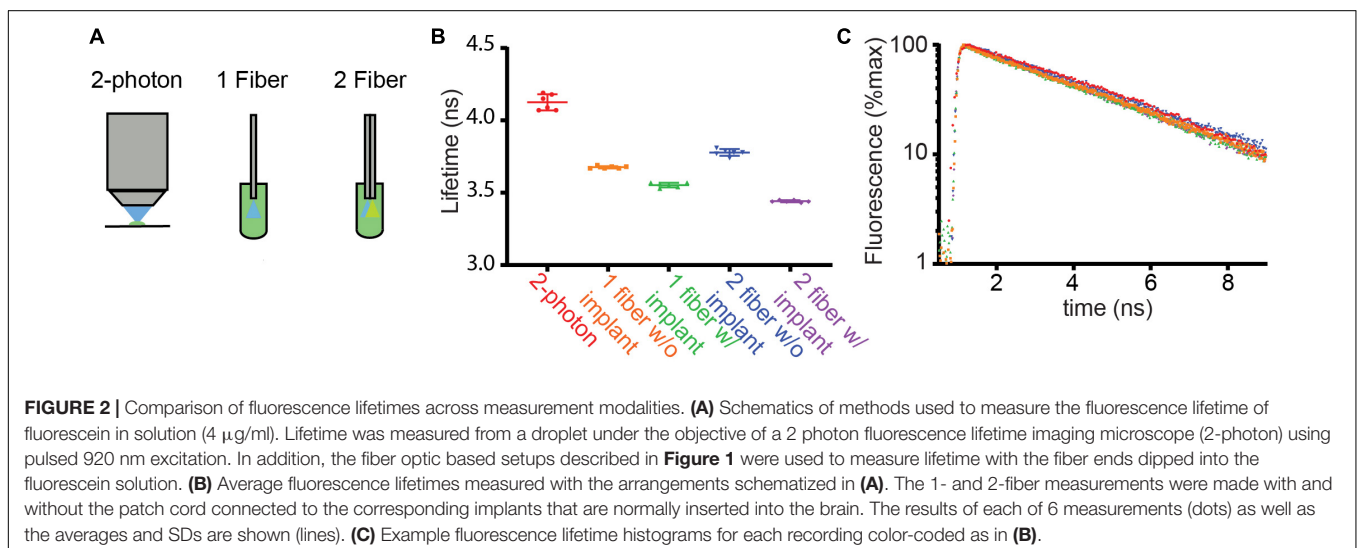 A
2-photon
1 Fiber
2 Fiber
B
Lifetime (ns)
4.5
4.0
3.5
3.0
2-photon
1 fiber w/o
implant
1 fiber w/
implant
2 fiber w/o
implant
2 fiber w/
implant
C
Fluorescence (%max)
100
10
1
2
4
6
8
time (ns)
FIGURE 2 | Comparison of fluorescence lifetimes across measurement modalities. (A) Schematics of methods used to measure the fluorescence lifetime of
fluorescein in solution (4 μg/ml). Lifetime was measured from a droplet under the objective of a 2 photon fluorescence lifetime imaging microscope (2-photon) using
pulsed 920 nm excitation. In addition, the fiber optic based setups described in Figure 1 were used to measure lifetime with the fiber ends dipped into the
fluorescein solution. (B) Average fluorescence lifetimes measured with the arrangements schematized in (A). The 1- and 2-fiber measurements were made with and
without the patch cord connected to the corresponding implants that are normally inserted into the brain. The results of each of 6 measurements (dots) as well as
the averages and SDs are shown (lines). (C) Example fluorescence lifetime histograms for each recording color-coded as in (B).